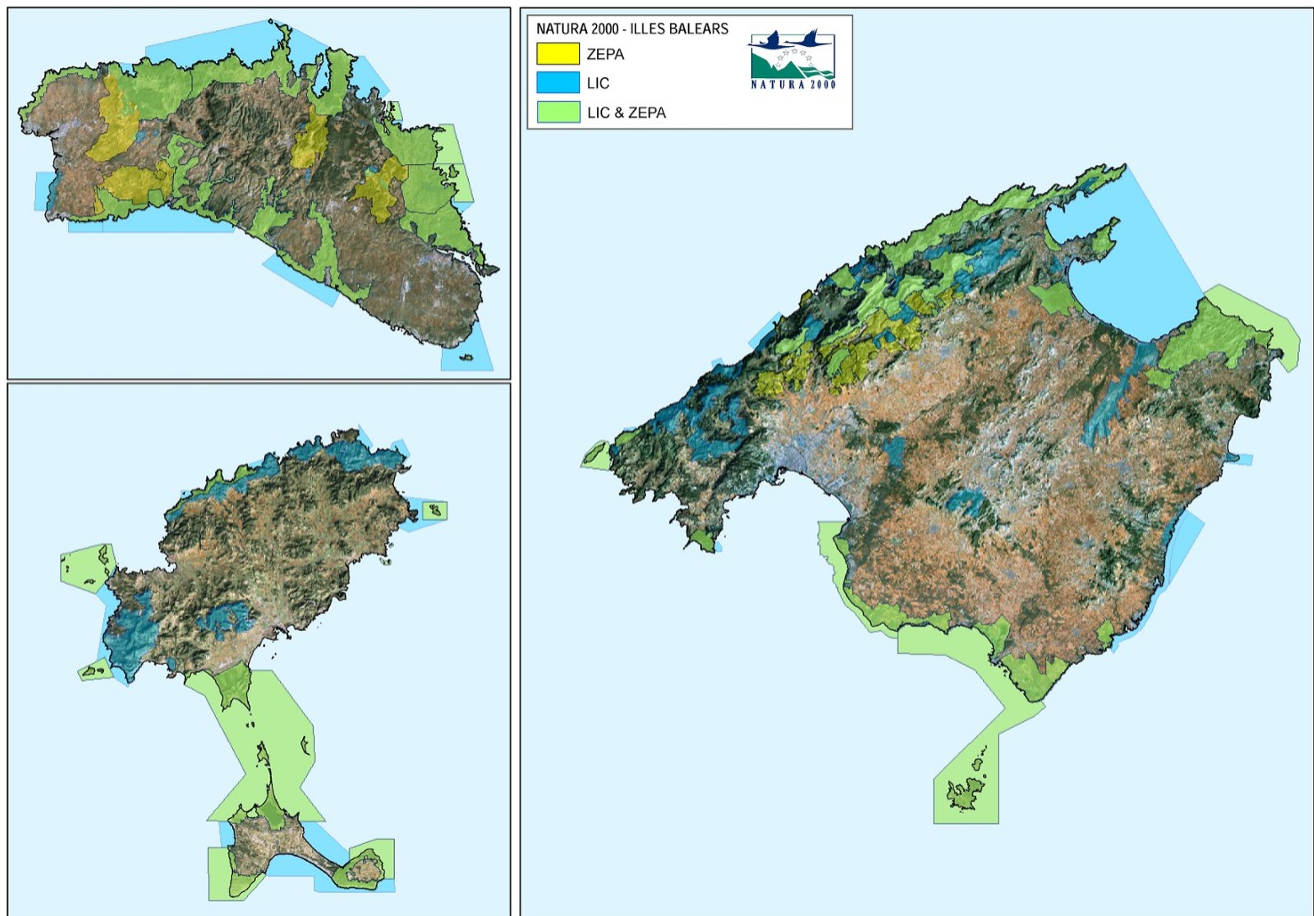 NATURA 2000 - ILLES BALEARS
ZEPA
LIC
LIC & ZEPA
NATURA 2000